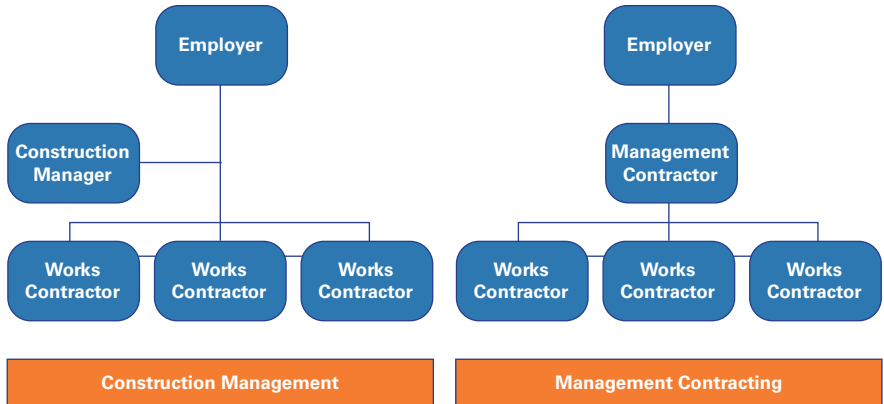 Employer
Construction
Manager
Works
Contractor
Works
Contractor
Works
Contractor
Construction Management
Employer
Management
Contractor
Works
Contractor
Works
Contractor
Works
Contractor
Management Contracting